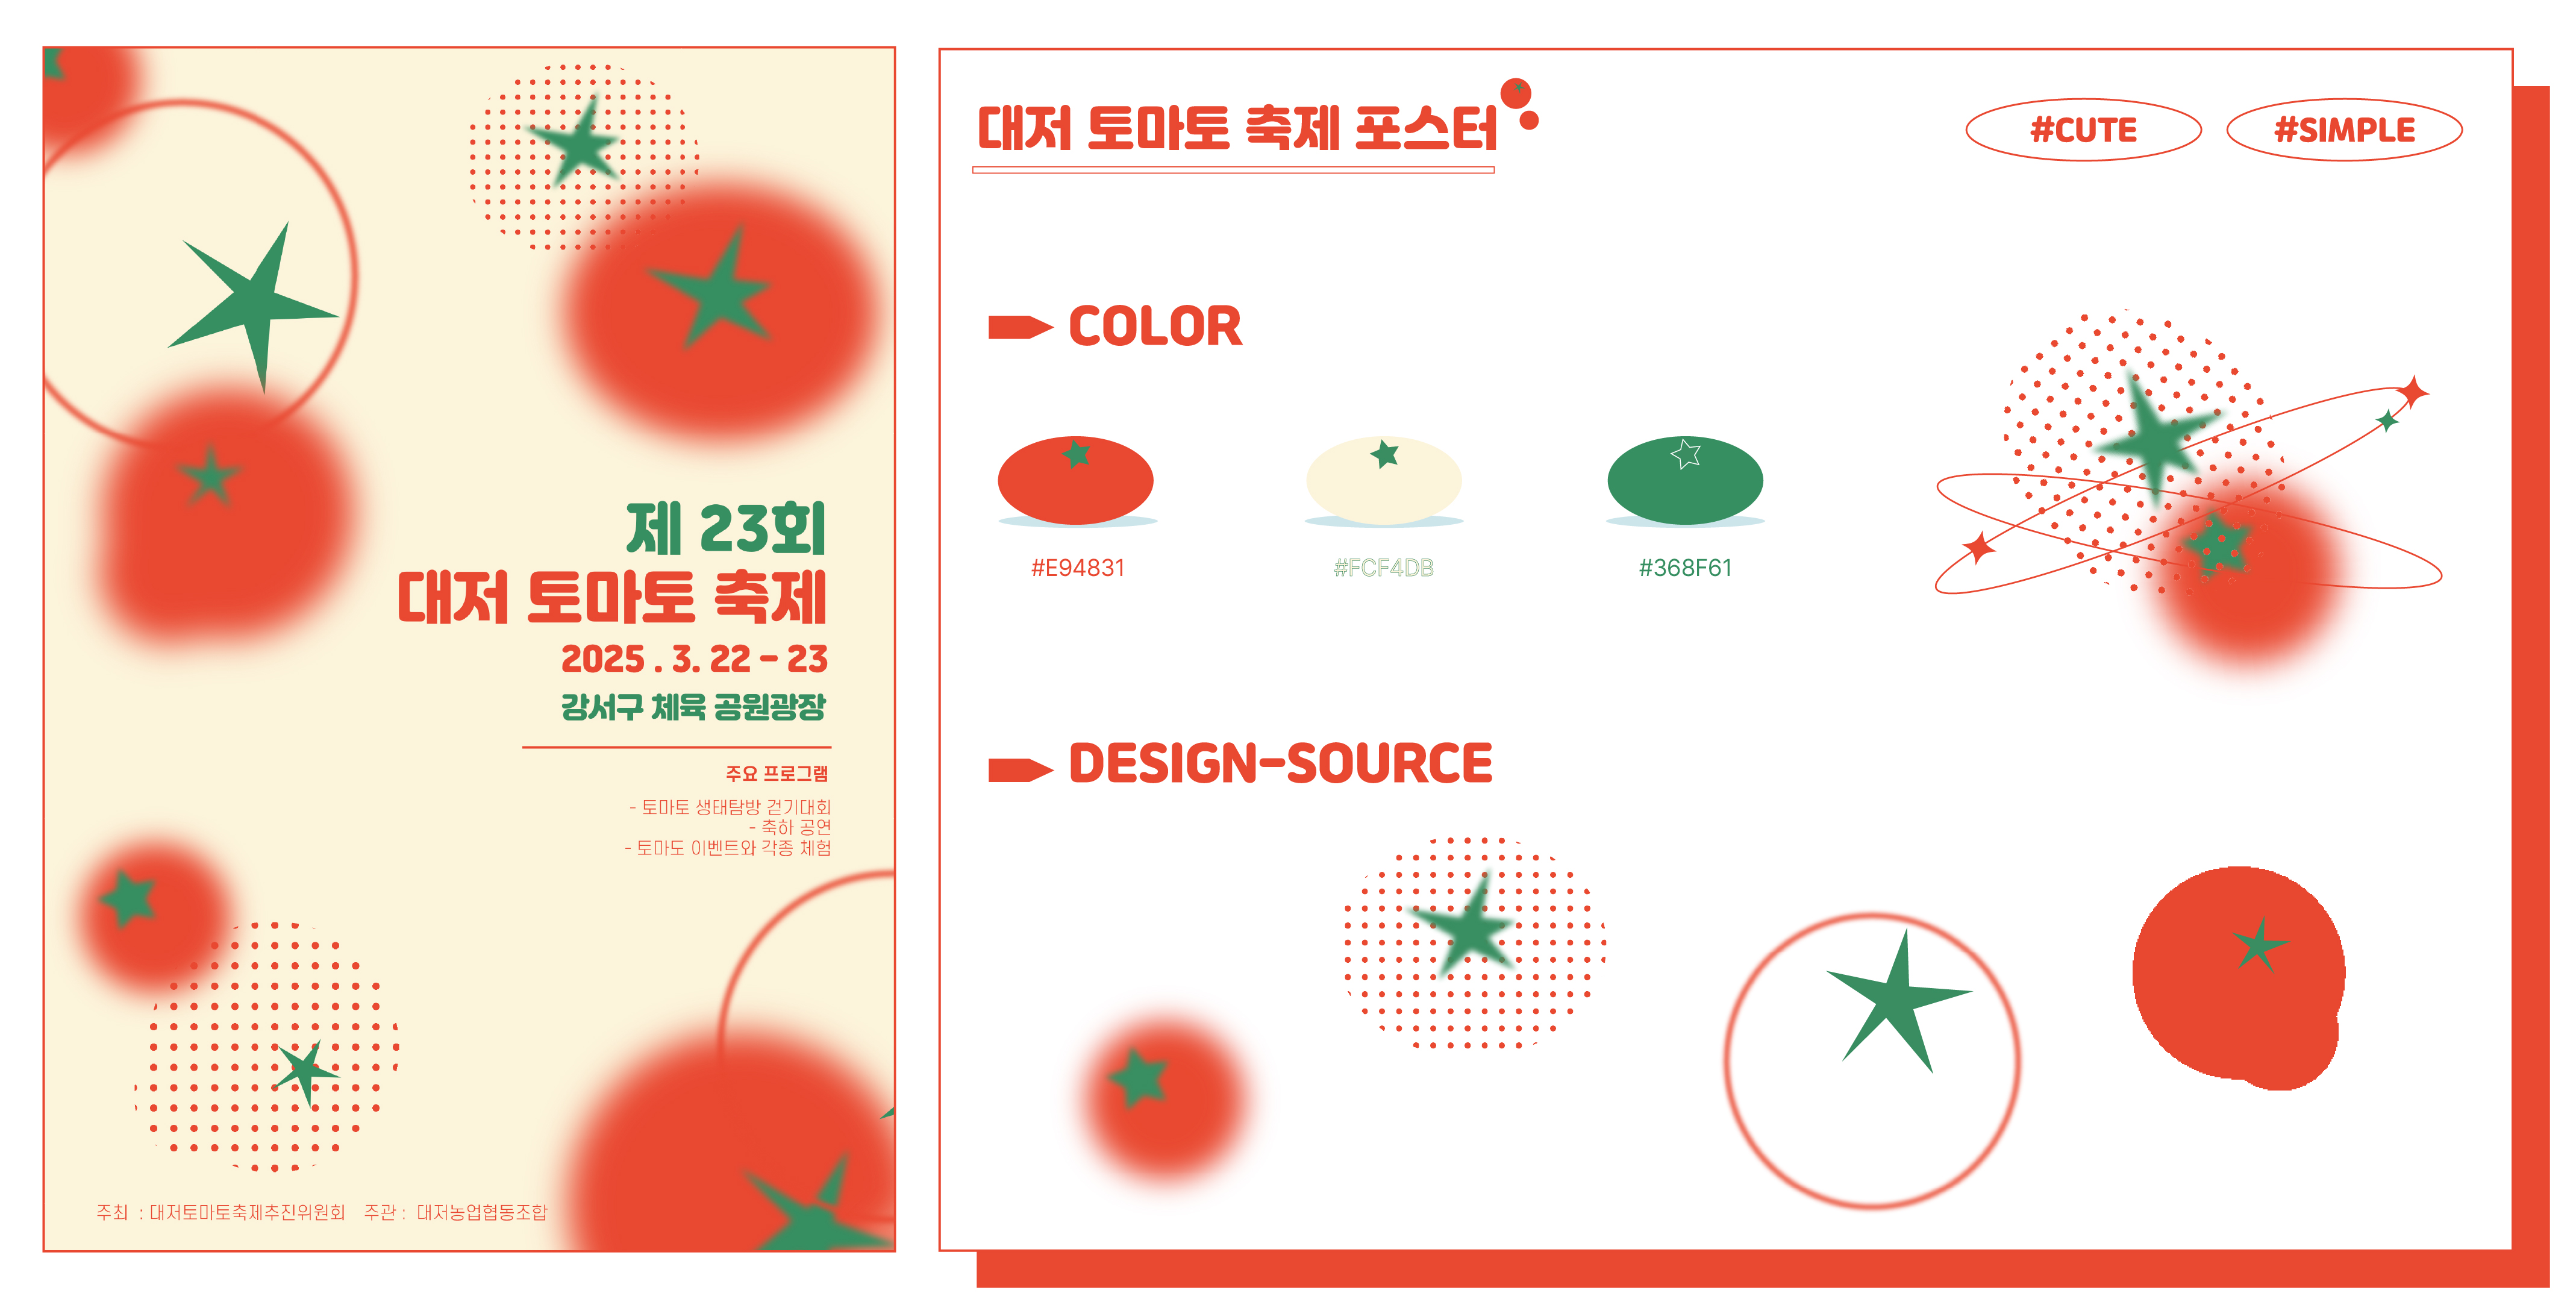 제 23회
대저 토마토 축제
2025 . 3. 22 - 23
강서구 체육 공원광장
주요 프로그램
- 토마토 생태탐방 걷기대회
- 축하 공연
- 토마도 이벤트와 각종 체험
주최 : 대저토마토축제추진위원회 주관 : 대저농업협동조합
대저 토마토 축제 포스터
#CUTE #SIMPLE
COLOR
#E94831 #FCF4DB #368F61
DESIGN-SOURCE